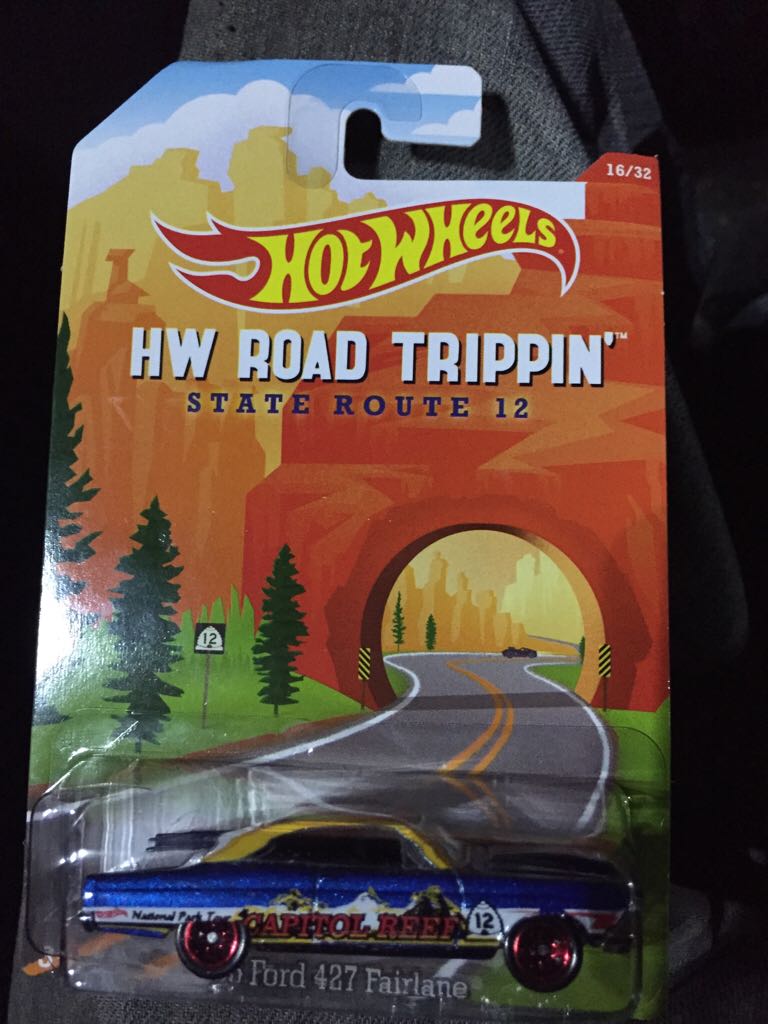 16/32
HOT WHEELS
HW ROAD TRIPPIN'™
STATE ROUTE 12
12
National Park Tour
CAPITOL REEF
12
Ford 427 Fairlane